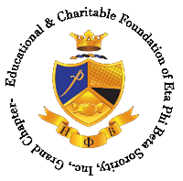 Educational & Charitable Foundation of Eta Phi Beta Sorority, Inc., Grand Chapter-
Η Φ Β